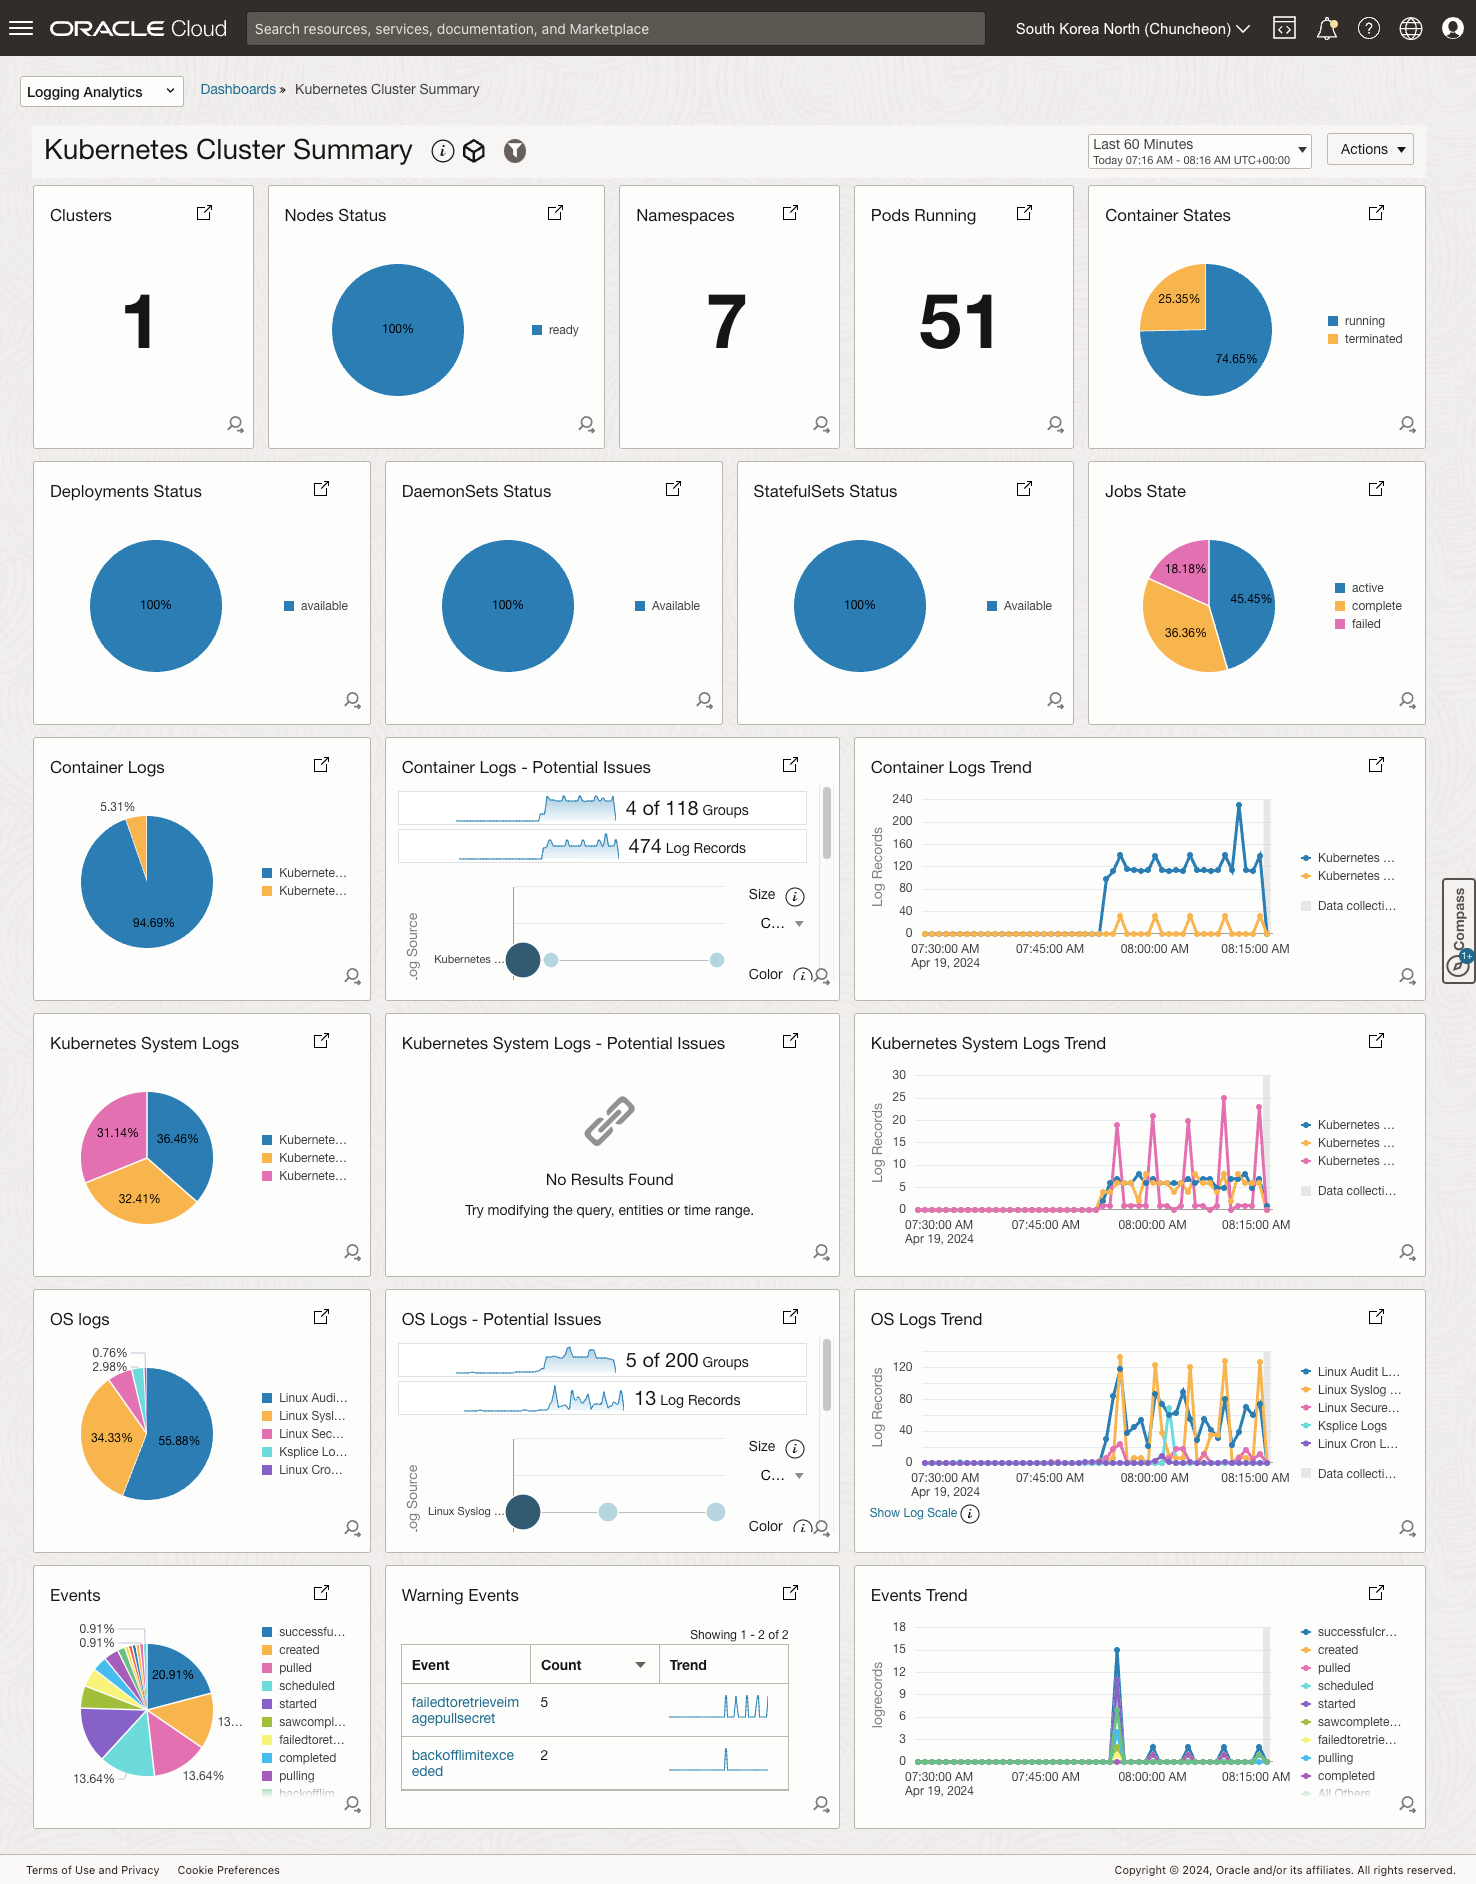 ORACLE Cloud
Search resources, services, documentation, and Marketplace
South Korea North (Chuncheon)
Logging Analytics
Dashboards » Kubernetes Cluster Summary
Kubernetes Cluster Summary
Last 60 Minutes
Today 07:16 AM - 08:16 AM UTC+00:00
Actions
Clusters
1
Nodes Status
100%
ready
Namespaces
7
Pods Running
51
Container States
25.35%
74.65%
running
terminated
Deployments Status
100%
available
DaemonSets Status
100%
Available
StatefulSets Status
100%
Available
Jobs State
18.18%
45.45%
36.36%
active
complete
failed
Container Logs
5.31%
94.69%
Kubernete...
Kubernete...
Container Logs - Potential Issues
4 of 118 Groups
474 Log Records
Log Source
Kubernetes ...
Size
C...
Color
Container Logs Trend
Log Records
240
200
160
120
80
40
0
07:30:00 AM 07:45:00 AM 08:00:00 AM 08:15:00 AM
Apr 19, 2024
Kubernetes ...
Kubernetes ...
Data collecti...
Compass
1+
Kubernetes System Logs
31.14%
36.46%
32.41%
Kubernete...
Kubernete...
Kubernete...
Kubernetes System Logs - Potential Issues
No Results Found
Try modifying the query, entities or time range.
Kubernetes System Logs Trend
Log Records
30
25
20
15
10
5
0
07:30:00 AM 07:45:00 AM 08:00:00 AM 08:15:00 AM
Apr 19, 2024
Kubernetes ...
Kubernetes ...
Kubernetes ...
Data collecti...
OS logs
0.76%
2.98%
34.33%
55.88%
Linux Audi...
Linux Sysl...
Linux Sec...
Ksplice Lo...
Linux Cro...
OS Logs - Potential Issues
5 of 200 Groups
13 Log Records
Log Source
Linux Syslog ...
Size
C...
Color
OS Logs Trend
Log Records
120
80
40
0
07:30:00 AM 07:45:00 AM 08:00:00 AM 08:15:00 AM
Apr 19, 2024
Show Log Scale
Linux Audit L...
Linux Syslog ...
Linux Secure...
Ksplice Logs
Linux Cron L...
Data collecti...
Events
0.91%
0.91%
20.91%
13...
13.64%
13.64%
successfu...
created
pulled
scheduled
started
sawcompl...
failedtoret...
completed
pulling
backofflim...
Warning Events
Showing 1 - 2 of 2
Event Count Trend
failedtoretrieveim 5
agepullsecret
backofflimitexce 2
eded
Events Trend
logrecords
18
15
12
9
6
3
0
07:30:00 AM 07:45:00 AM 08:00:00 AM 08:15:00 AM
Apr 19, 2024
successfulcr...
created
pulled
scheduled
started
sawcomplete...
failedtoretrie...
pulling
completed
All Others
Terms of Use and Privacy Cookie Preferences
Copyright © 2024, Oracle and/or its affiliates. All rights reserved.